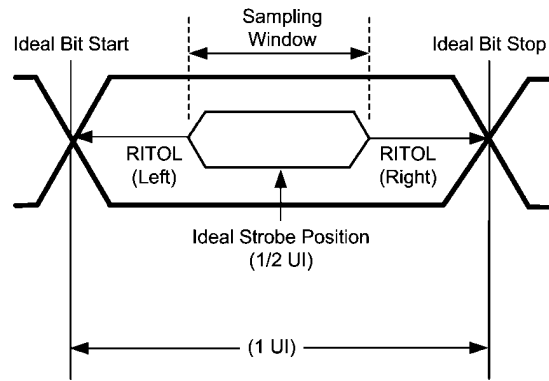 Sampling
Window
Ideal Bit Start
Ideal Bit Stop
RITOL
(Left)
RITOL
(Right)
Ideal Strobe Position
(1/2 UI)
(1 UI)